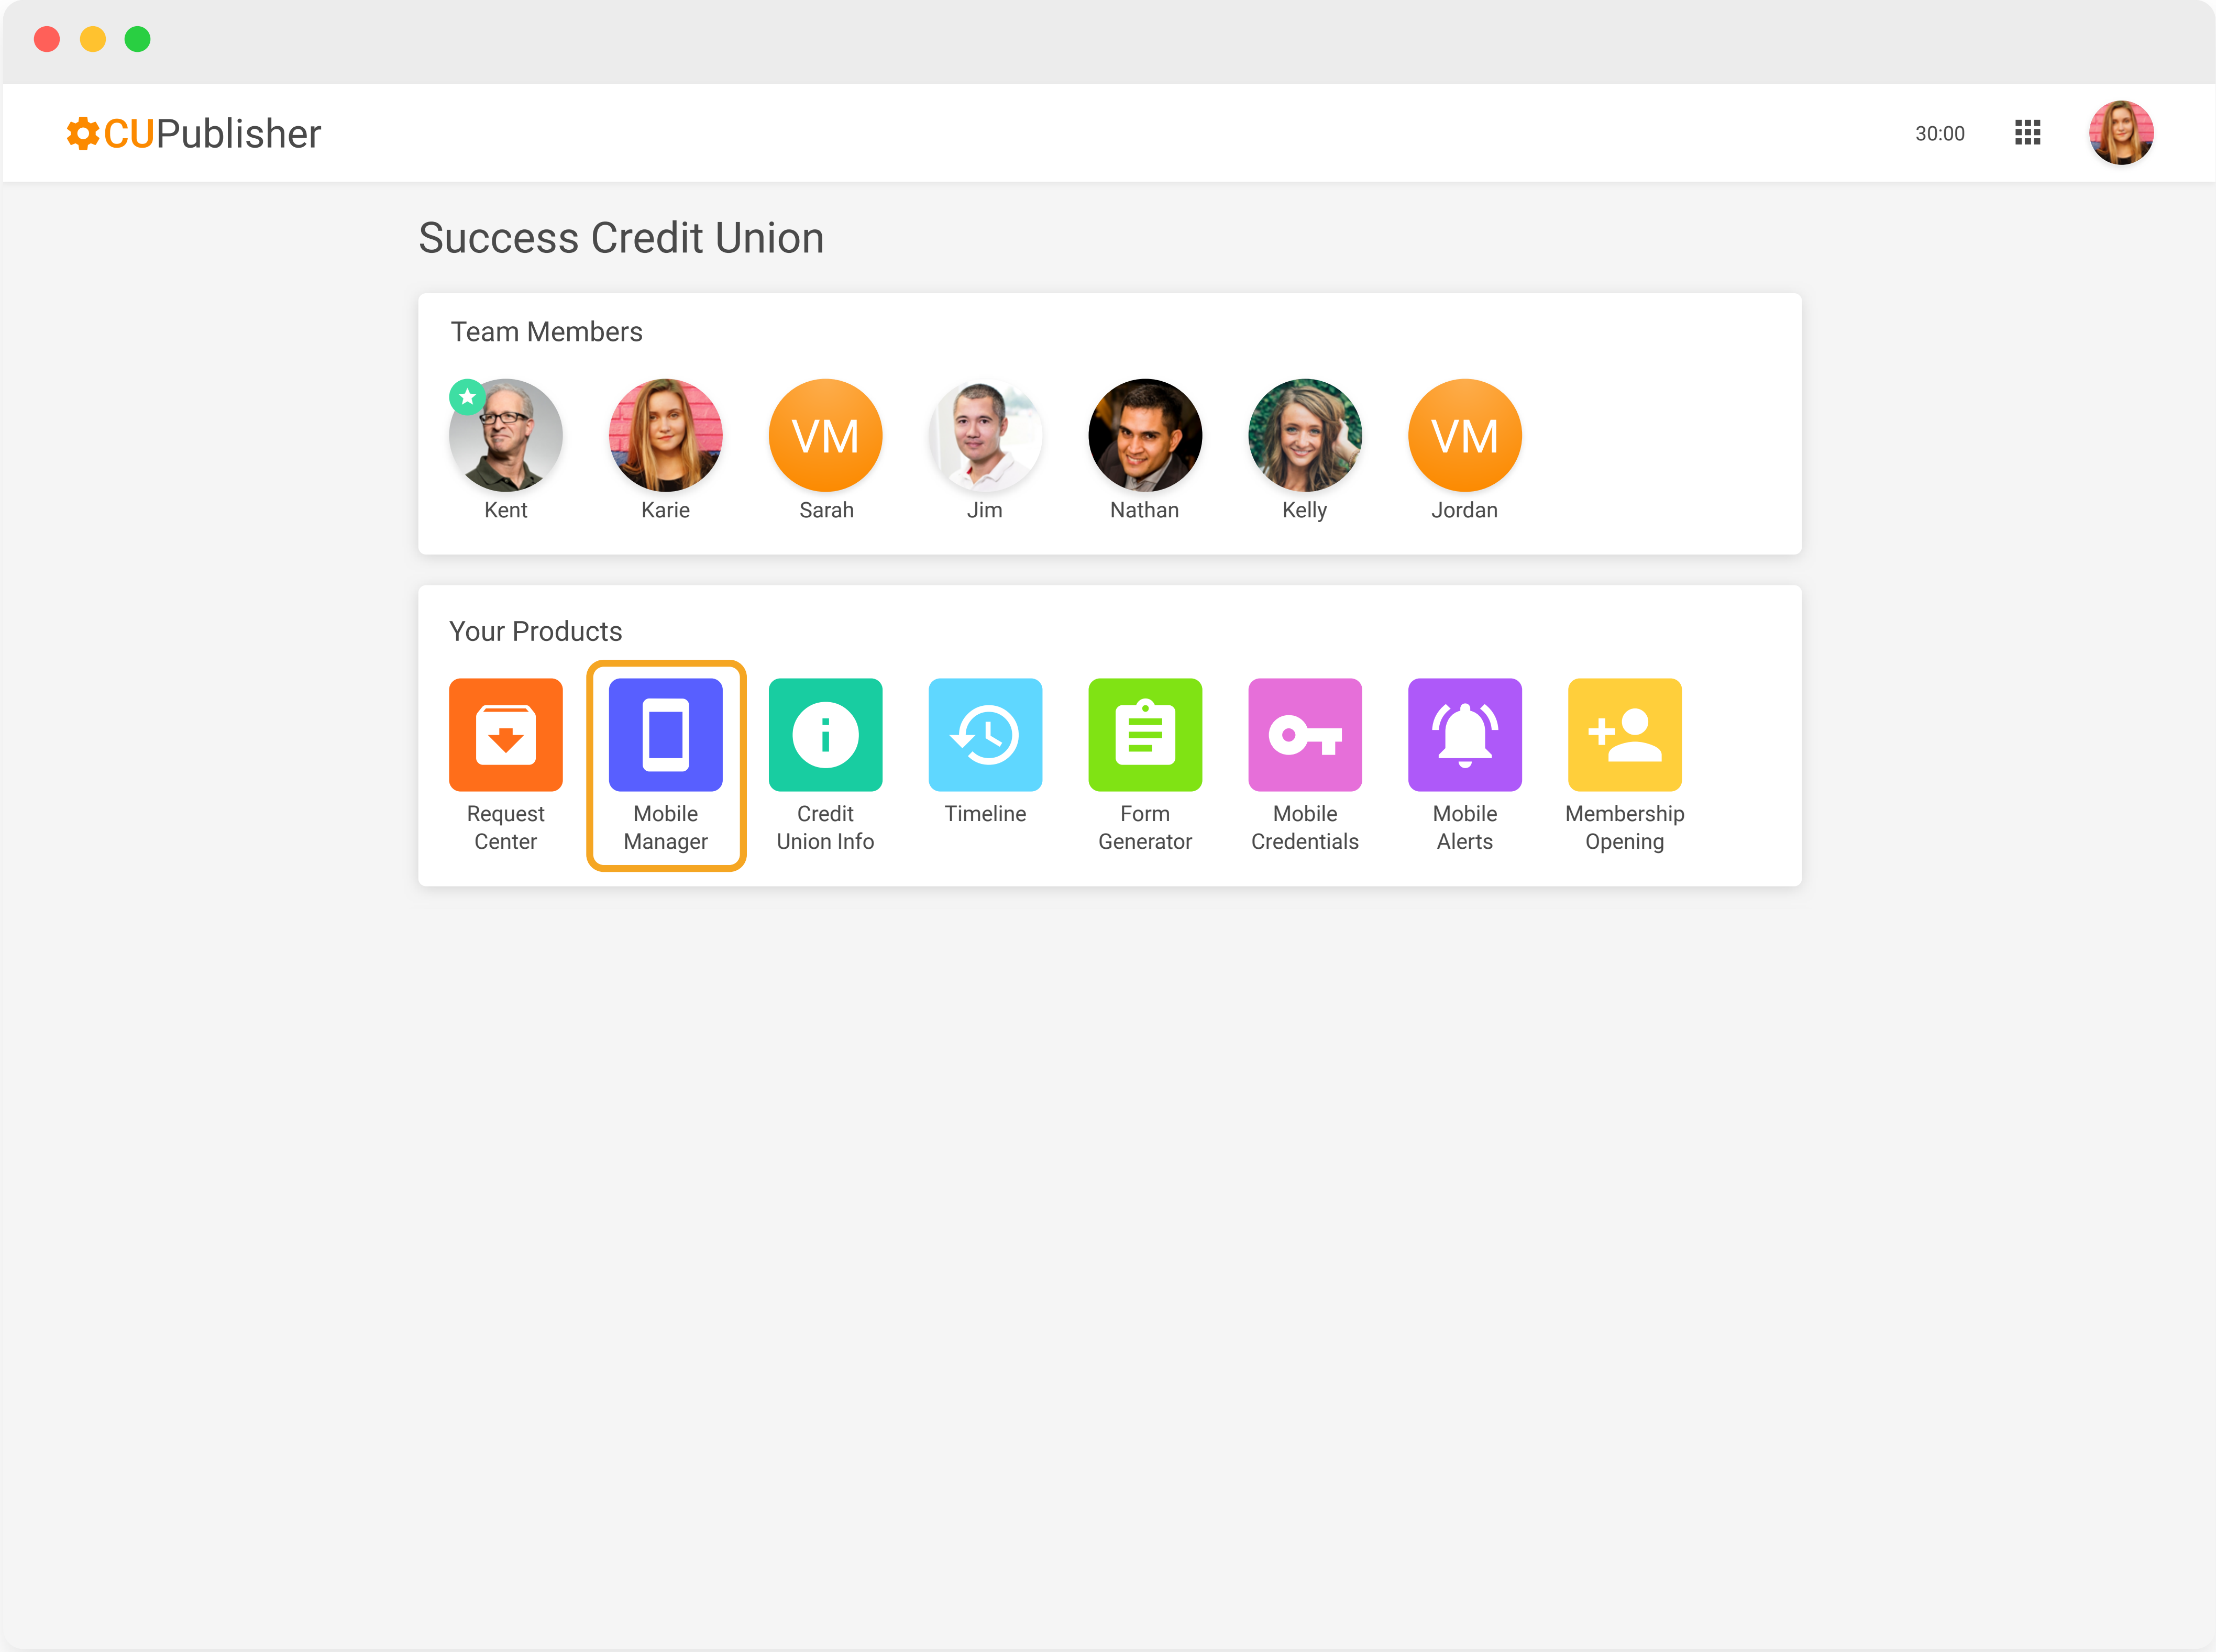 CUPublisher
30:00
Success Credit Union
Team Members
VM
VM
Kent
Karie
Sarah
Jim
Nathan
Kelly
Jordan
Your Products
Request
Center
Mobile
Manager
Credit
Union Info
Timeline
Form
Generator
Mobile
Credentials
Mobile
Alerts
Membership
Opening